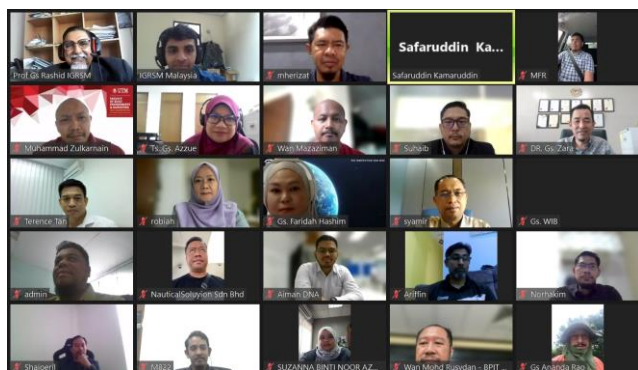 Prof Gs Rashid IGRSM
IGRSM Malaysia
mherizat
Safaruddin Ka...
Safaruddin Kamaruddin
MFR
Muhammad Zulkarnain
Ts. Gs. Azzue
Wan Mazaziman
Suhaib
DR. Gs. Zara
Terence Tan
robiah
Gs. Faridah Hashim
syamir
Gs. WIB
admin
NauticalSoluyion Sdn Bhd
Aiman DNA
Ariffin
Norhakim
M822
SUZANNA BINTI NOOR AZ...
Wan Mohd Rusydan - BPIT ...
Gs Ananda Rao